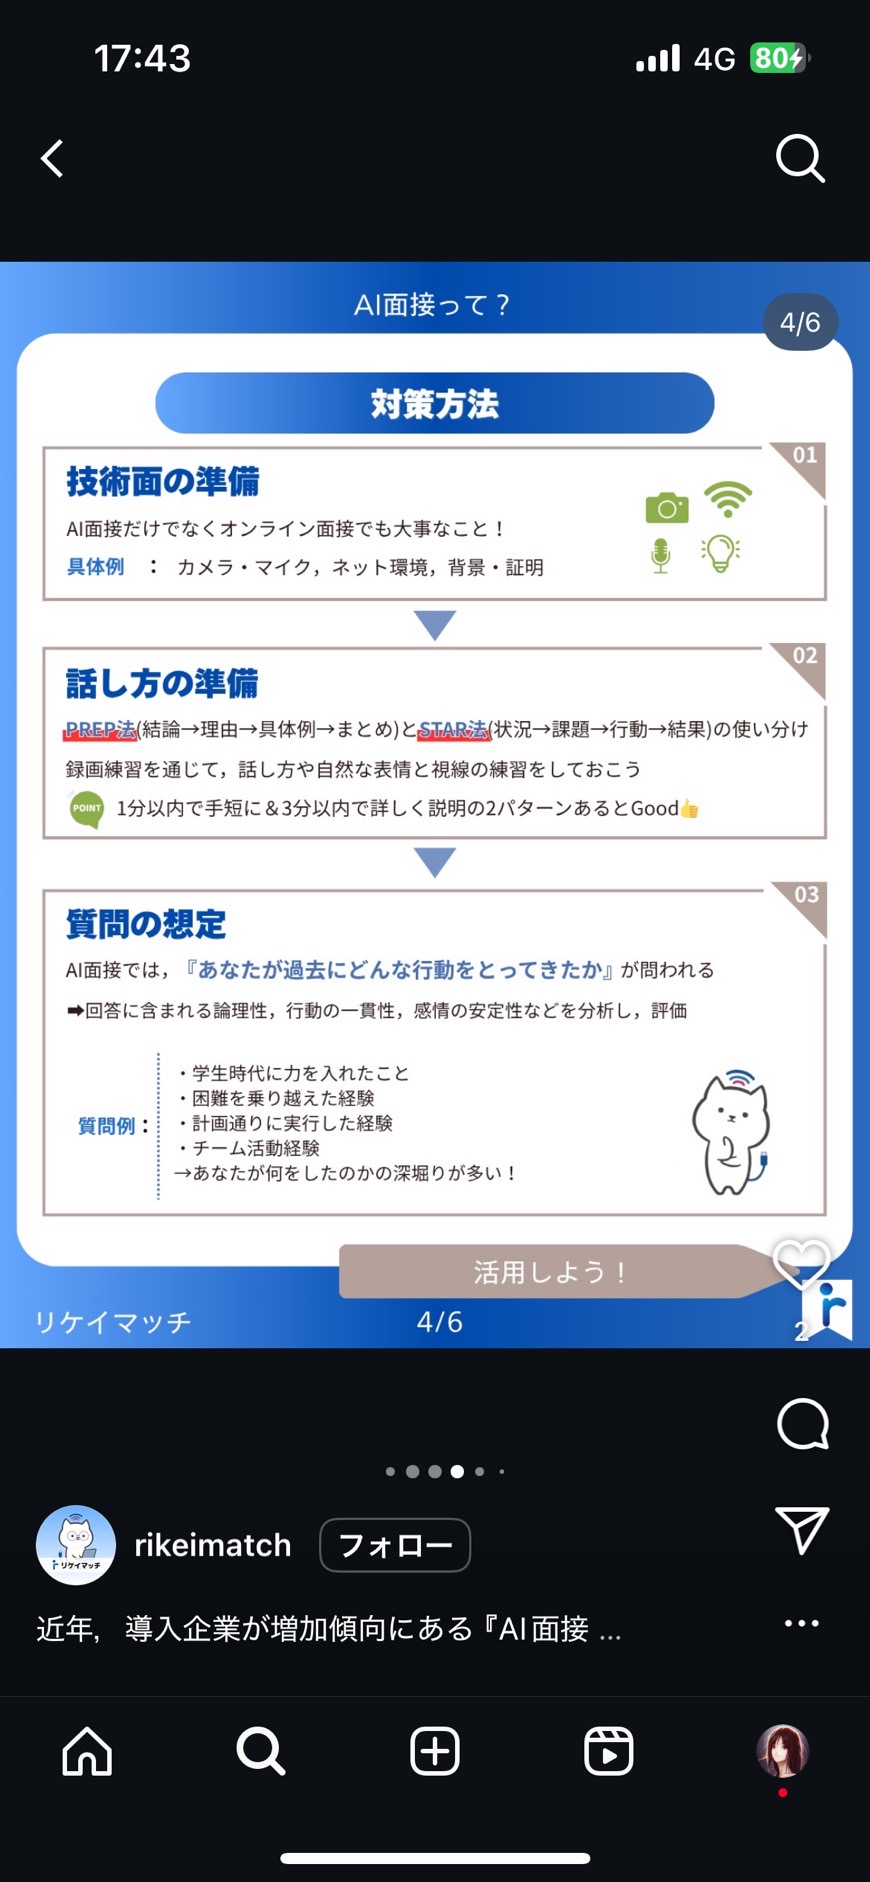 17:43
4G
80
AI面接って？
4/6
対策方法
01
技術面の準備
AI面接だけでなくオンライン面接でも大事なこと！
具体例 ： カメラ・マイク，ネット環境，背景・証明
02
話し方の準備
PREP法(結論→理由→具体例→まとめ)とSTAR法(状況→課題→行動→結果)の使い分け
録画練習を通じて，話し方や自然な表情と視線の練習をしておこう
POINT 1分以内で手短に＆3分以内で詳しく説明の2パターンあるとGood👍
03
質問の想定
AI面接では，『あなたが過去にどんな行動をとってきたか』が問われる
➡回答に含まれる論理性，行動の一貫性，感情の安定性などを分析し，評価
質問例：
・学生時代に力を入れたこと
・困難を乗り越えた経験
・計画通りに実行した経験
・チーム活動経験
→あなたが何をしたのかの深堀りが多い！
活用しよう！
リケイマッチ
4/6
2
リケイマッチ
rikeimatch
フォロー
近年，導入企業が増加傾向にある『AI面接 ...